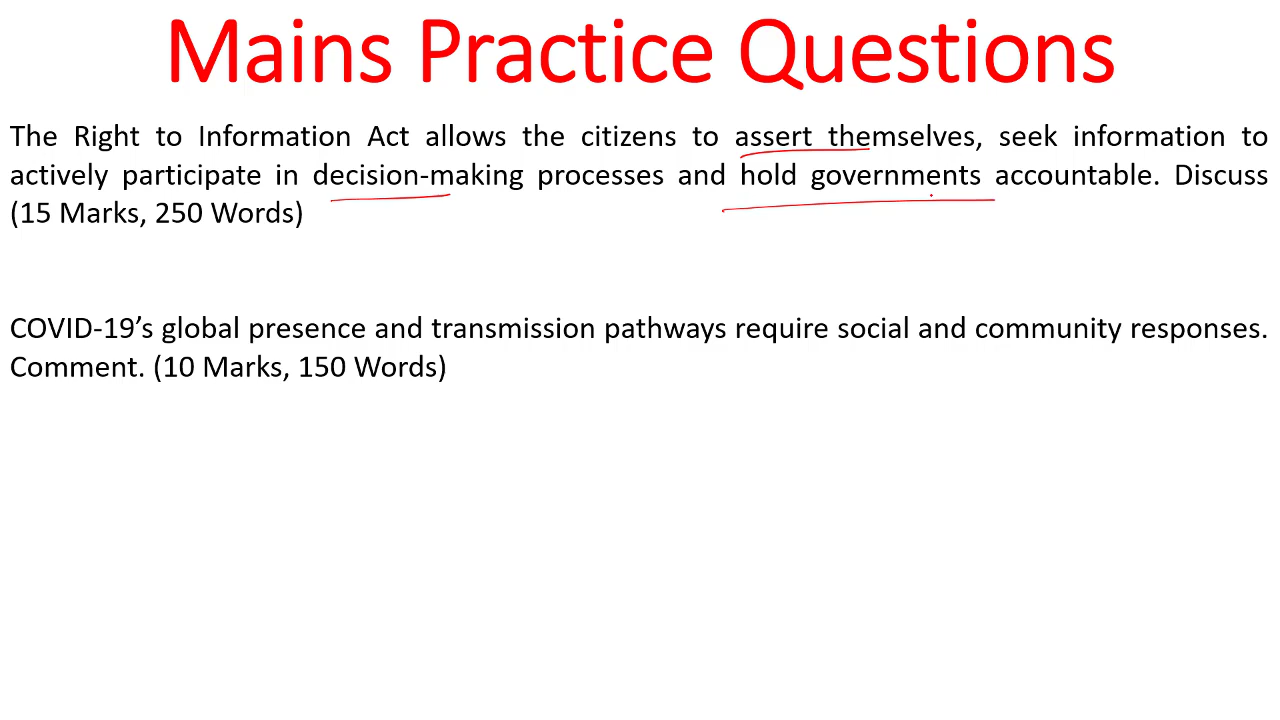 Mains Practice Questions
The Right to Information Act allows the citizens to assert themselves, seek information to
actively participate in decision-making processes and hold governments accountable. Discuss
(15 Marks, 250 Words)
COVID-19’s global presence and transmission pathways require social and community responses.
Comment. (10 Marks, 150 Words)